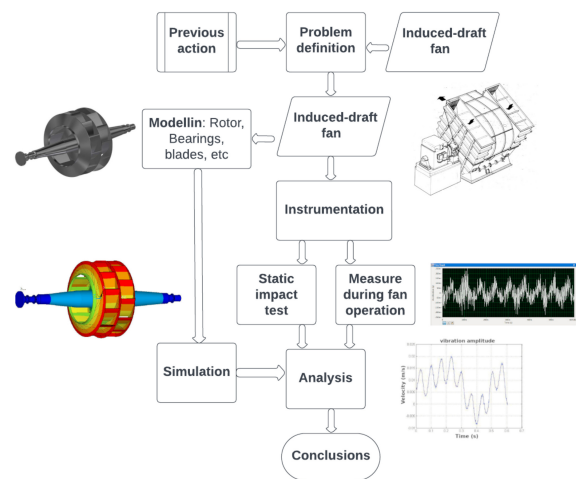 Previous
action
Problem
definition
Induced-draft
fan
Modellin: Rotor,
Bearings,
blades, etc
Induced-draft
fan
Instrumentation
Static
impact
test
Measure
during fan
operation
Simulation
Analysis
vibration amplitude
Velocity (m/s)
Time (s)
Conclusions